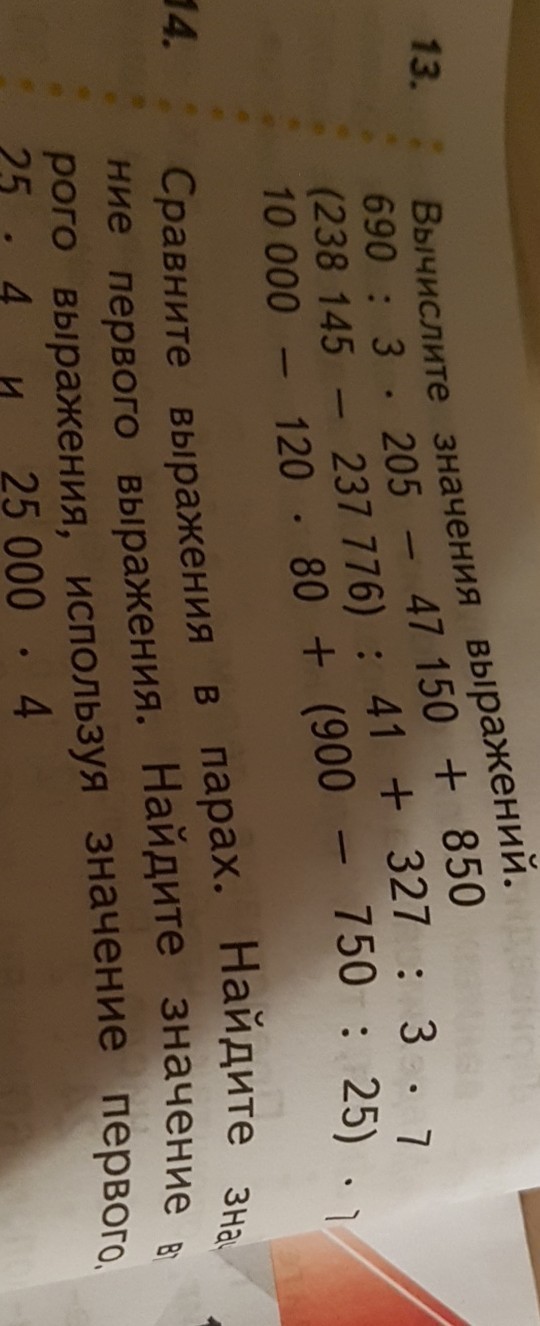 13. Вычислите значения выражений.
690 : 3 · 205 − 47 150 + 850
(238 145 − 237 776) : 41 + 327 : 3 · 7
10 000 − 120 · 80 + (900 − 750 : 25) ·
14. Сравните выражения в парах. Найдите зна
ние первого выражения. Найдите значение в
рого выражения, используя значение первого.
25 · 4 и 25 000 · 4